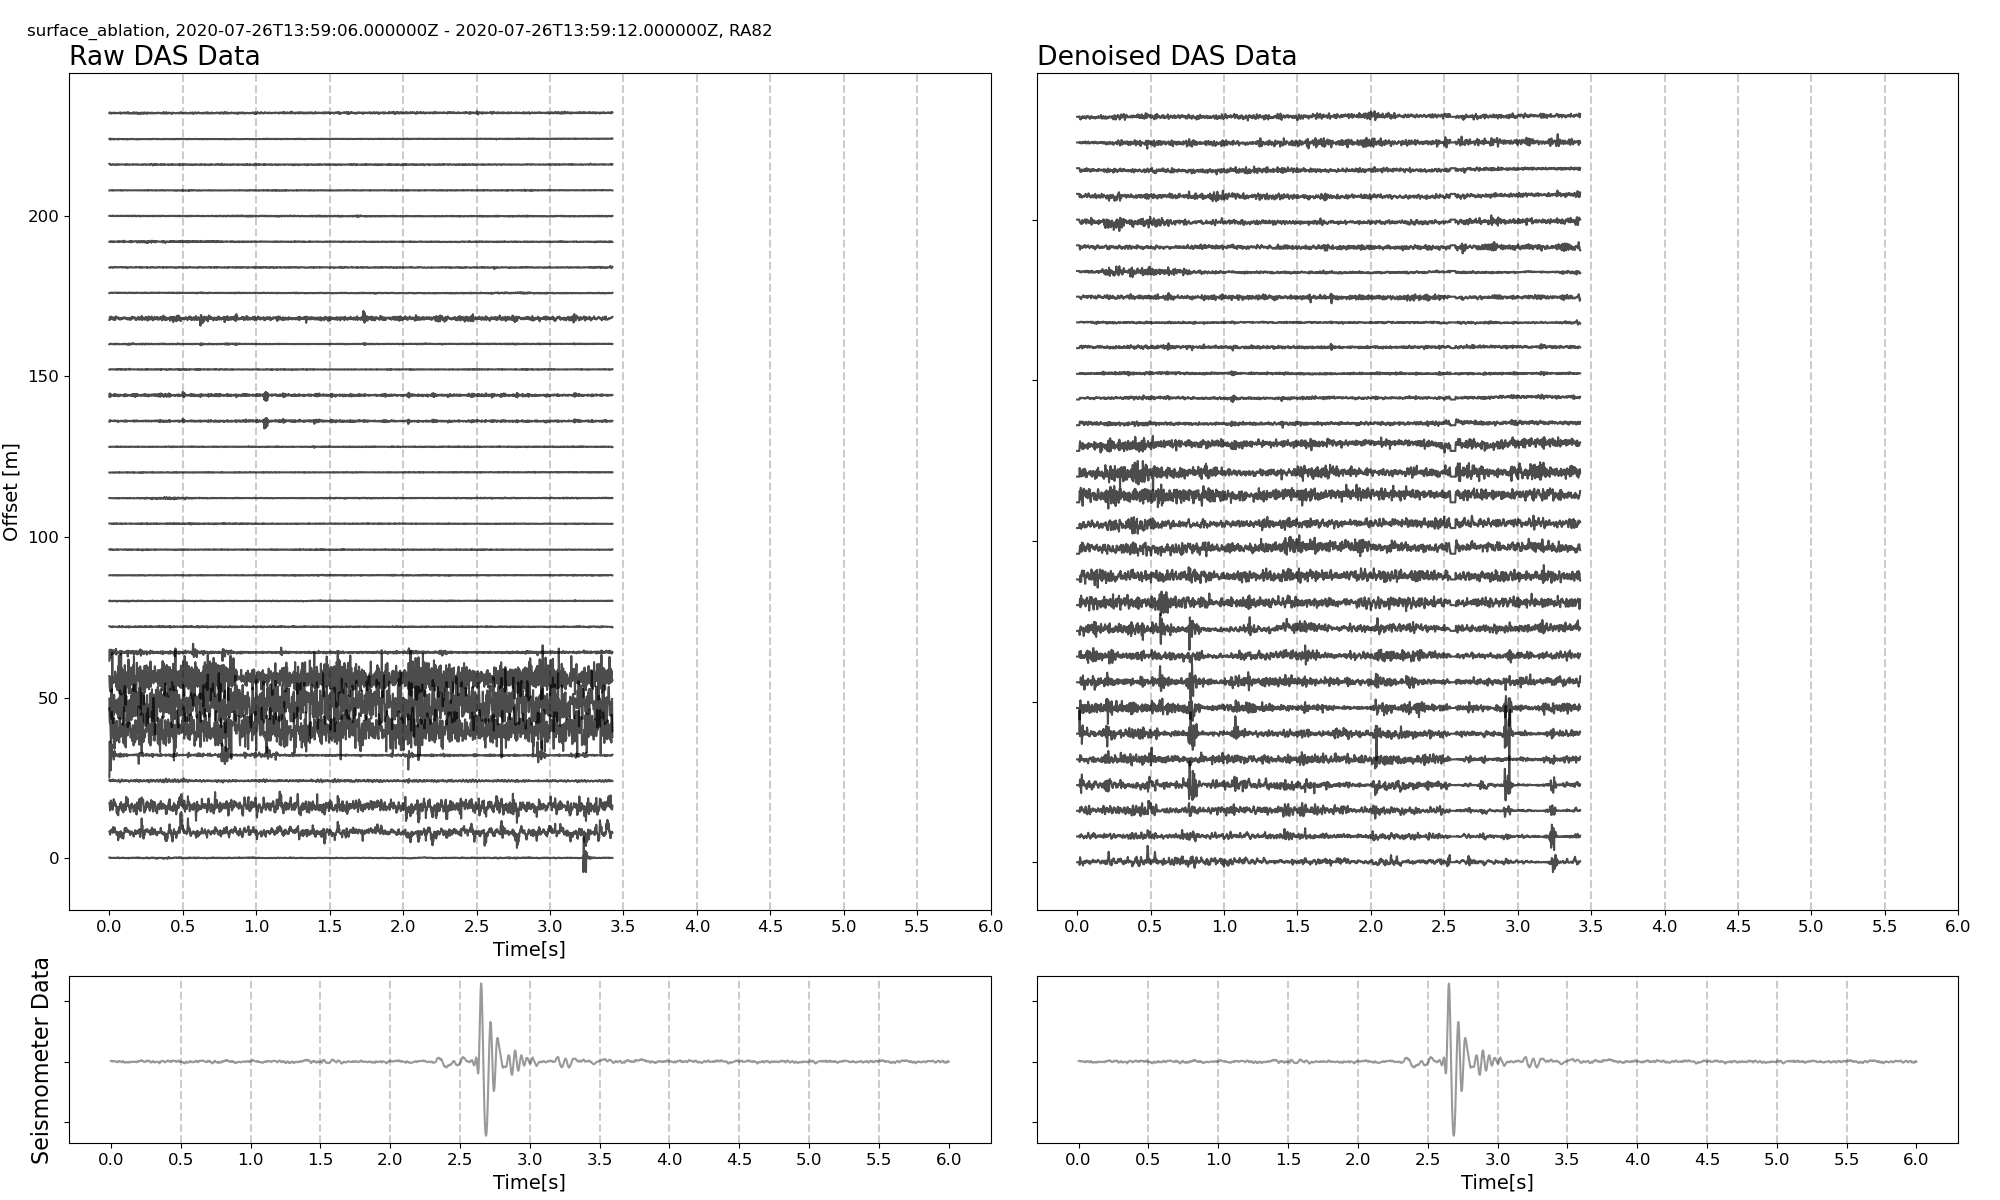 surface_ablation, 2020-07-26T13:59:06.000000Z - 2020-07-26T13:59:12.000000Z, RA82
Raw DAS Data
Denoised DAS Data
Offset [m]
200
150
100
50
0
0.0 0.5 1.0 1.5 2.0 2.5 3.0 3.5 4.0 4.5 5.0 5.5 6.0
Time[s]
0.0 0.5 1.0 1.5 2.0 2.5 3.0 3.5 4.0 4.5 5.0 5.5 6.0
Seismometer Data
0.0 0.5 1.0 1.5 2.0 2.5 3.0 3.5 4.0 4.5 5.0 5.5 6.0
Time[s]
0.0 0.5 1.0 1.5 2.0 2.5 3.0 3.5 4.0 4.5 5.0 5.5 6.0
Time[s]